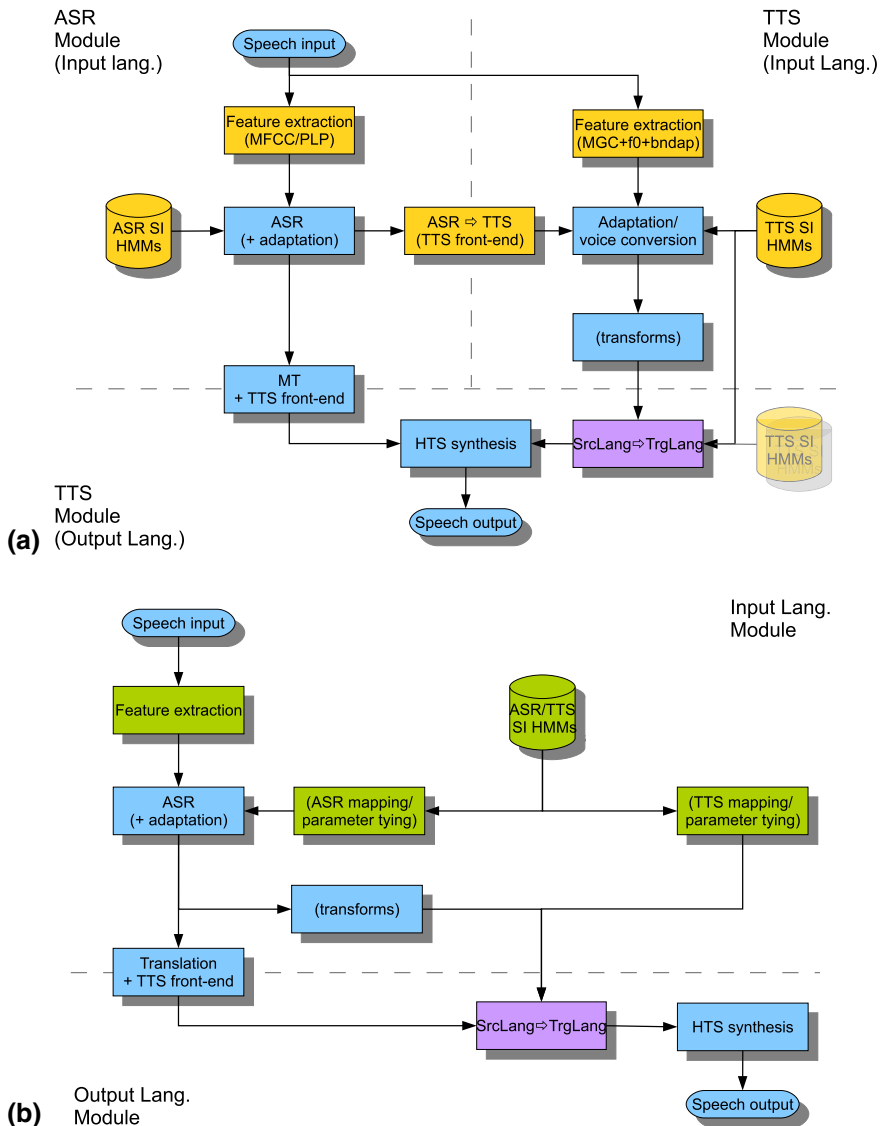 ASR
Module
(Input lang.)
Speech input
TTS
Module
(Input Lang.)
Feature extraction
(MFCC/PLP)
Feature extraction
(MGC+f0+bndap)
ASR SI
HMMs
ASR
(+ adaptation)
ASR ⇨ TTS
(TTS front-end)
Adaptation/
voice conversion
TTS SI
HMMs
(transforms)
MT
+ TTS front-end
HTS synthesis
SrcLang⇨TrgLang
TTS SI
HMMs
Speech output
TTS
Module
(Output Lang.)
(a)
Speech input
Input Lang.
Module
Feature extraction
ASR/TTS
SI HMMs
ASR
(+ adaptation)
(ASR mapping/
parameter tying)
(TTS mapping/
parameter tying)
(transforms)
Translation
+ TTS front-end
SrcLang⇨TrgLang
HTS synthesis
Speech output
Output Lang.
Module
(b)